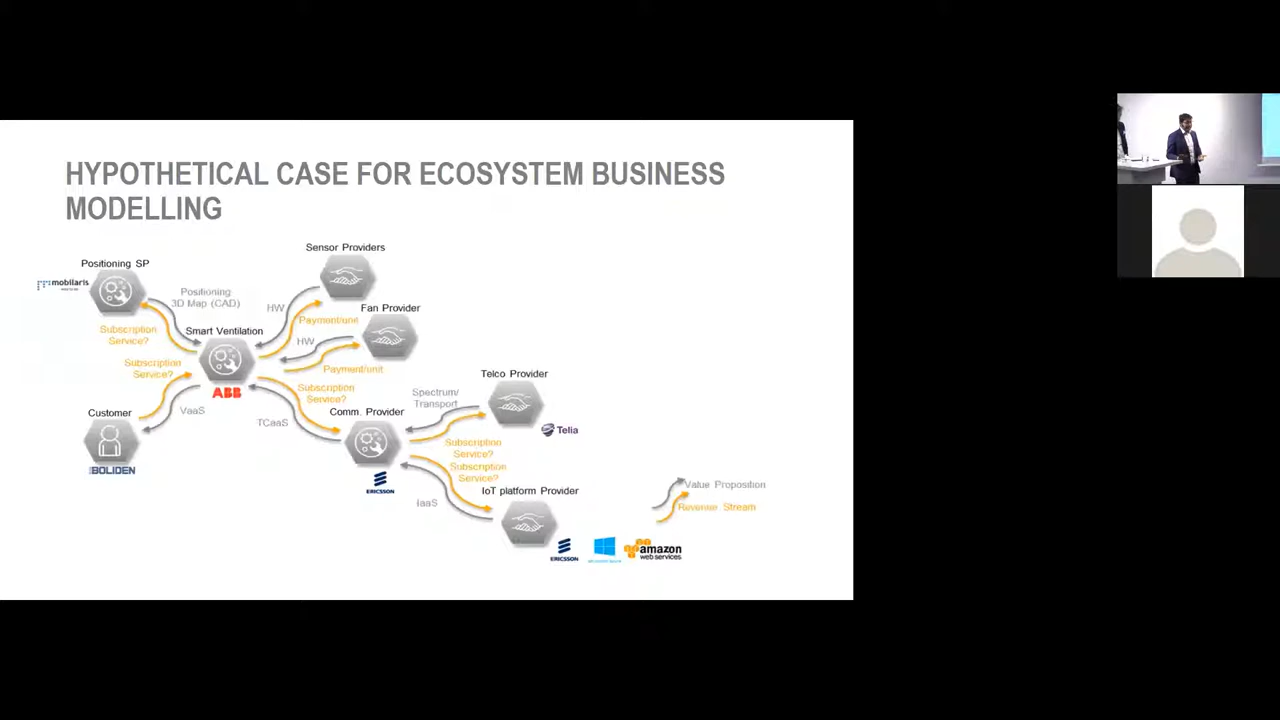 HYPOTHETICAL CASE FOR ECOSYSTEM BUSINESS
MODELLING
Sensor Providers
Positioning SP
mobilaris
Positioning
3D Map (CAD)
HW
Fan Provider
Payment/unit
Subscription
Service?
Smart Ventilation
HW
Subscription
Service?
Payment/unit
ABB
Subscription
Service?
Telco Provider
Customer
VaaS
TCaaS
Comm. Provider
Spectrum/
Transport
Telia
Subscription
Service?
BOLIDEN
ERICSSON
Subscription
Service?
IoT platform Provider
IaaS
Value Proposition
Revenue Stream
ERICSSON
amazon
web services